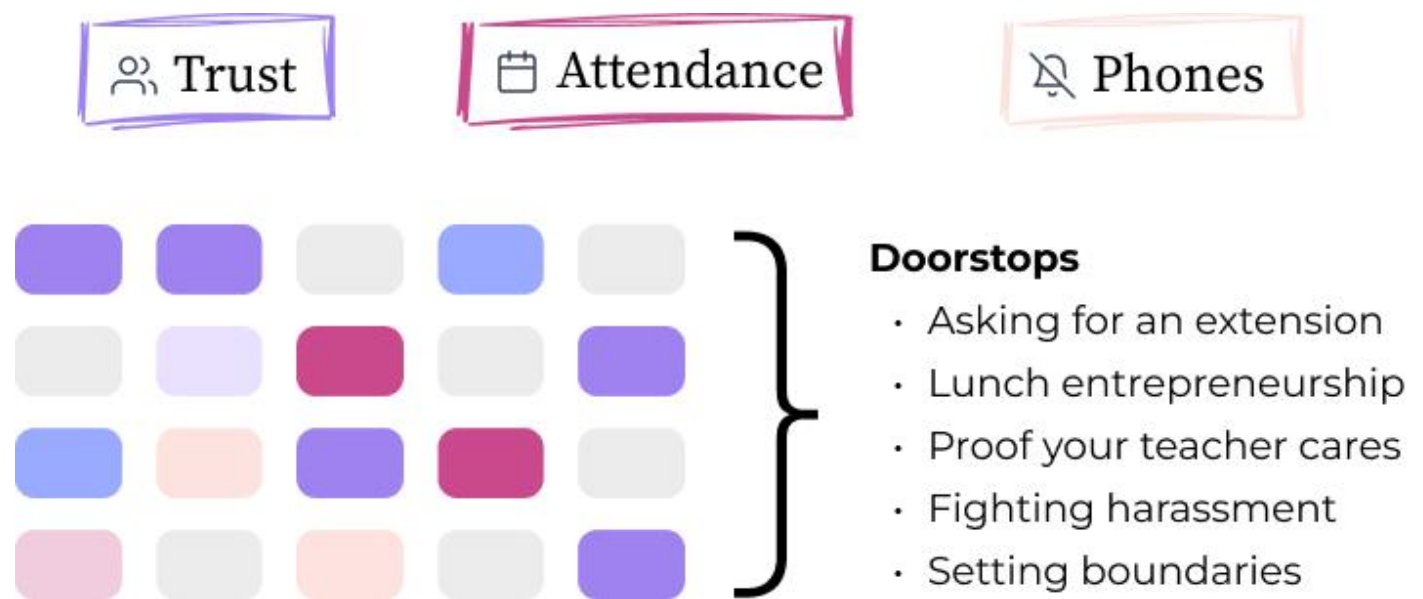 Trust
Attendance
Phones
Doorstops
• Asking for an extension
• Lunch entrepreneurship
• Proof your teacher cares
• Fighting harassment
• Setting boundaries